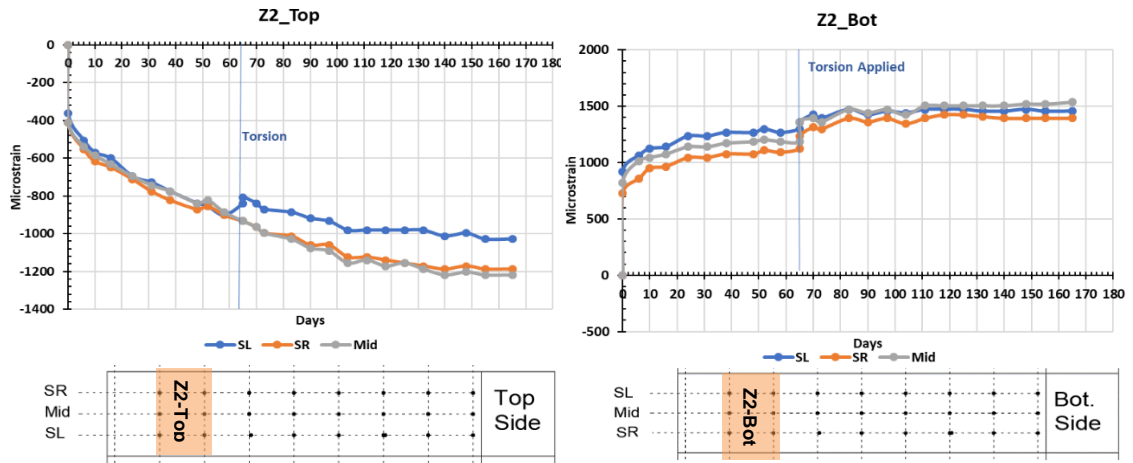 Z2_Top
0
0 10 20 30 40 50 60 70 80 90 100 110 120 130 140 150 160 170 180
-200
-400
-600
-800
-1000
-1200
-1400
Microstrain
Torsion
Days
SL SR Mid
SR
Mid
SL
Z2-Top
Top
Side
Z2_Bot
2000
1500
1000
500
0
-500
0 10 20 30 40 50 60 70 80 90 100 110 120 130 140 150 160 170 180
Microstrain
Torsion Applied
Days
SL SR Mid
SL
Mid
SR
Z2-Bot
Bot.
Side